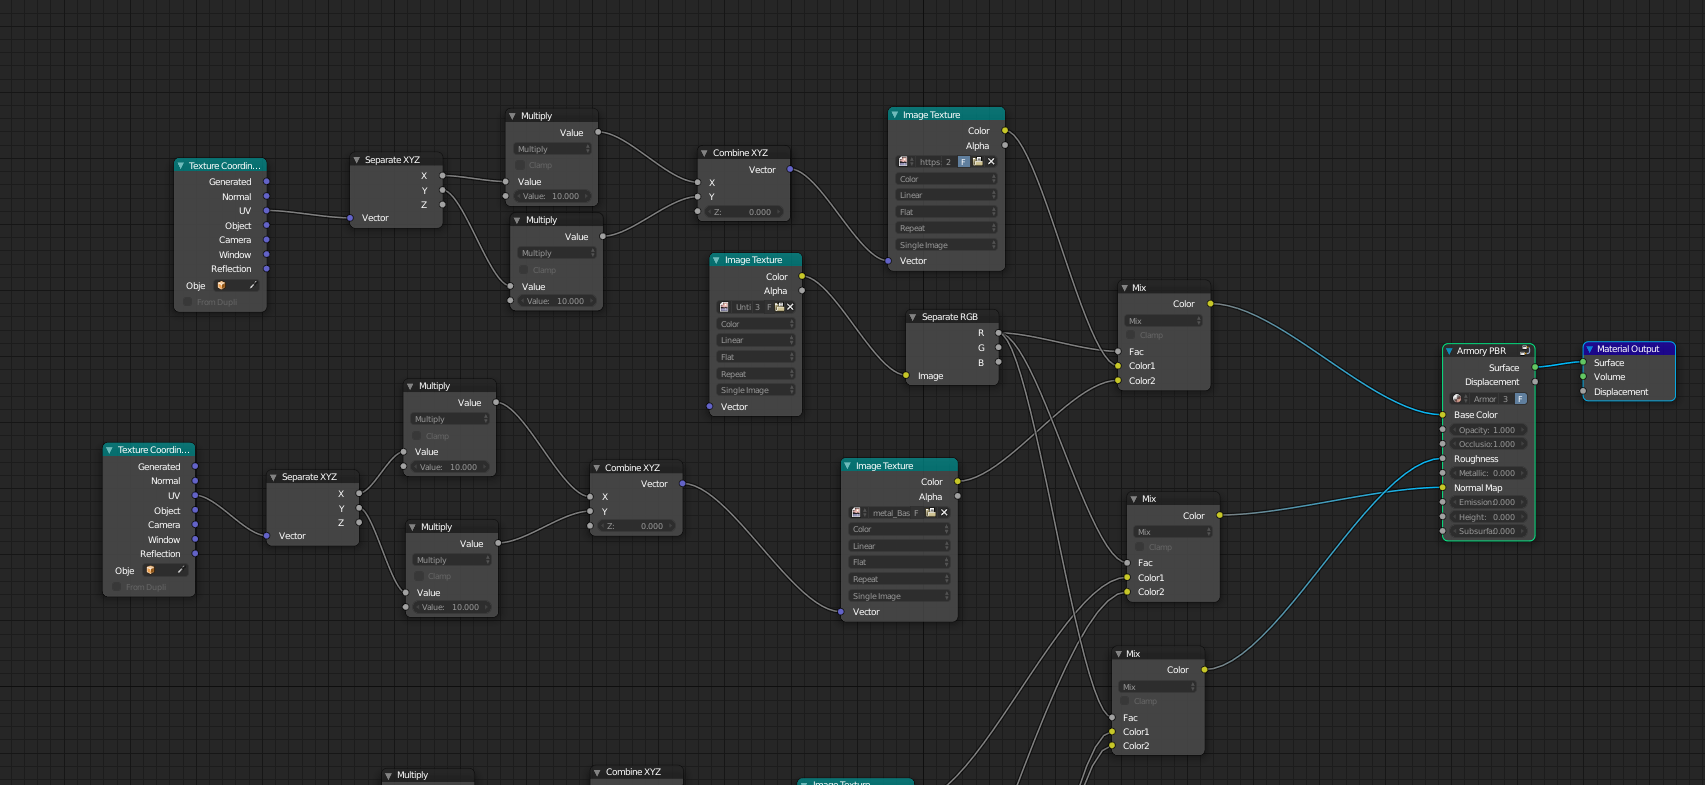 Texture Coordin...
Generated
Normal
UV
Object
Camera
Window
Reflection
Obje
From Dupli
Separate XYZ
X
Y
Z
Vector
Multiply
Value
Multiply
Clamp
Value
Value: 10.000
Multiply
Value
Multiply
Clamp
Value
Value: 10.000
Combine XYZ
Vector
X
Y
Z: 0.000
Image Texture
Color
Alpha
https: 2 F
Color
Linear
Flat
Repeat
Single Image
Vector
Image Texture
Color
Alpha
Unti 3 F
Color
Linear
Flat
Repeat
Single Image
Vector
Separate RGB
R
G
B
Image
Mix
Color
Mix
Clamp
Fac
Color1
Color2
Armory PBR
Surface
Displacement
Armor 3 F
Base Color
Opacity: 1.000
Occlusio:1.000
Roughness
Metallic: 0.000
Normal Map
Emission:0.000
Height: 0.000
Subsurfa:0.000
Material Output
Surface
Volume
Displacement
Texture Coordin...
Generated
Normal
UV
Object
Camera
Window
Reflection
Obje
From Dupli
Separate XYZ
X
Y
Z
Vector
Multiply
Value
Multiply
Clamp
Value
Value: 10.000
Multiply
Value
Multiply
Clamp
Value
Value: 10.000
Combine XYZ
Vector
X
Y
Z: 0.000
Image Texture
Color
Alpha
metal_Bas F
Color
Linear
Flat
Repeat
Single Image
Vector
Mix
Color
Mix
Clamp
Fac
Color1
Color2
Mix
Color
Mix
Clamp
Fac
Color1
Color2
Multiply
Combine XYZ
Image Texture